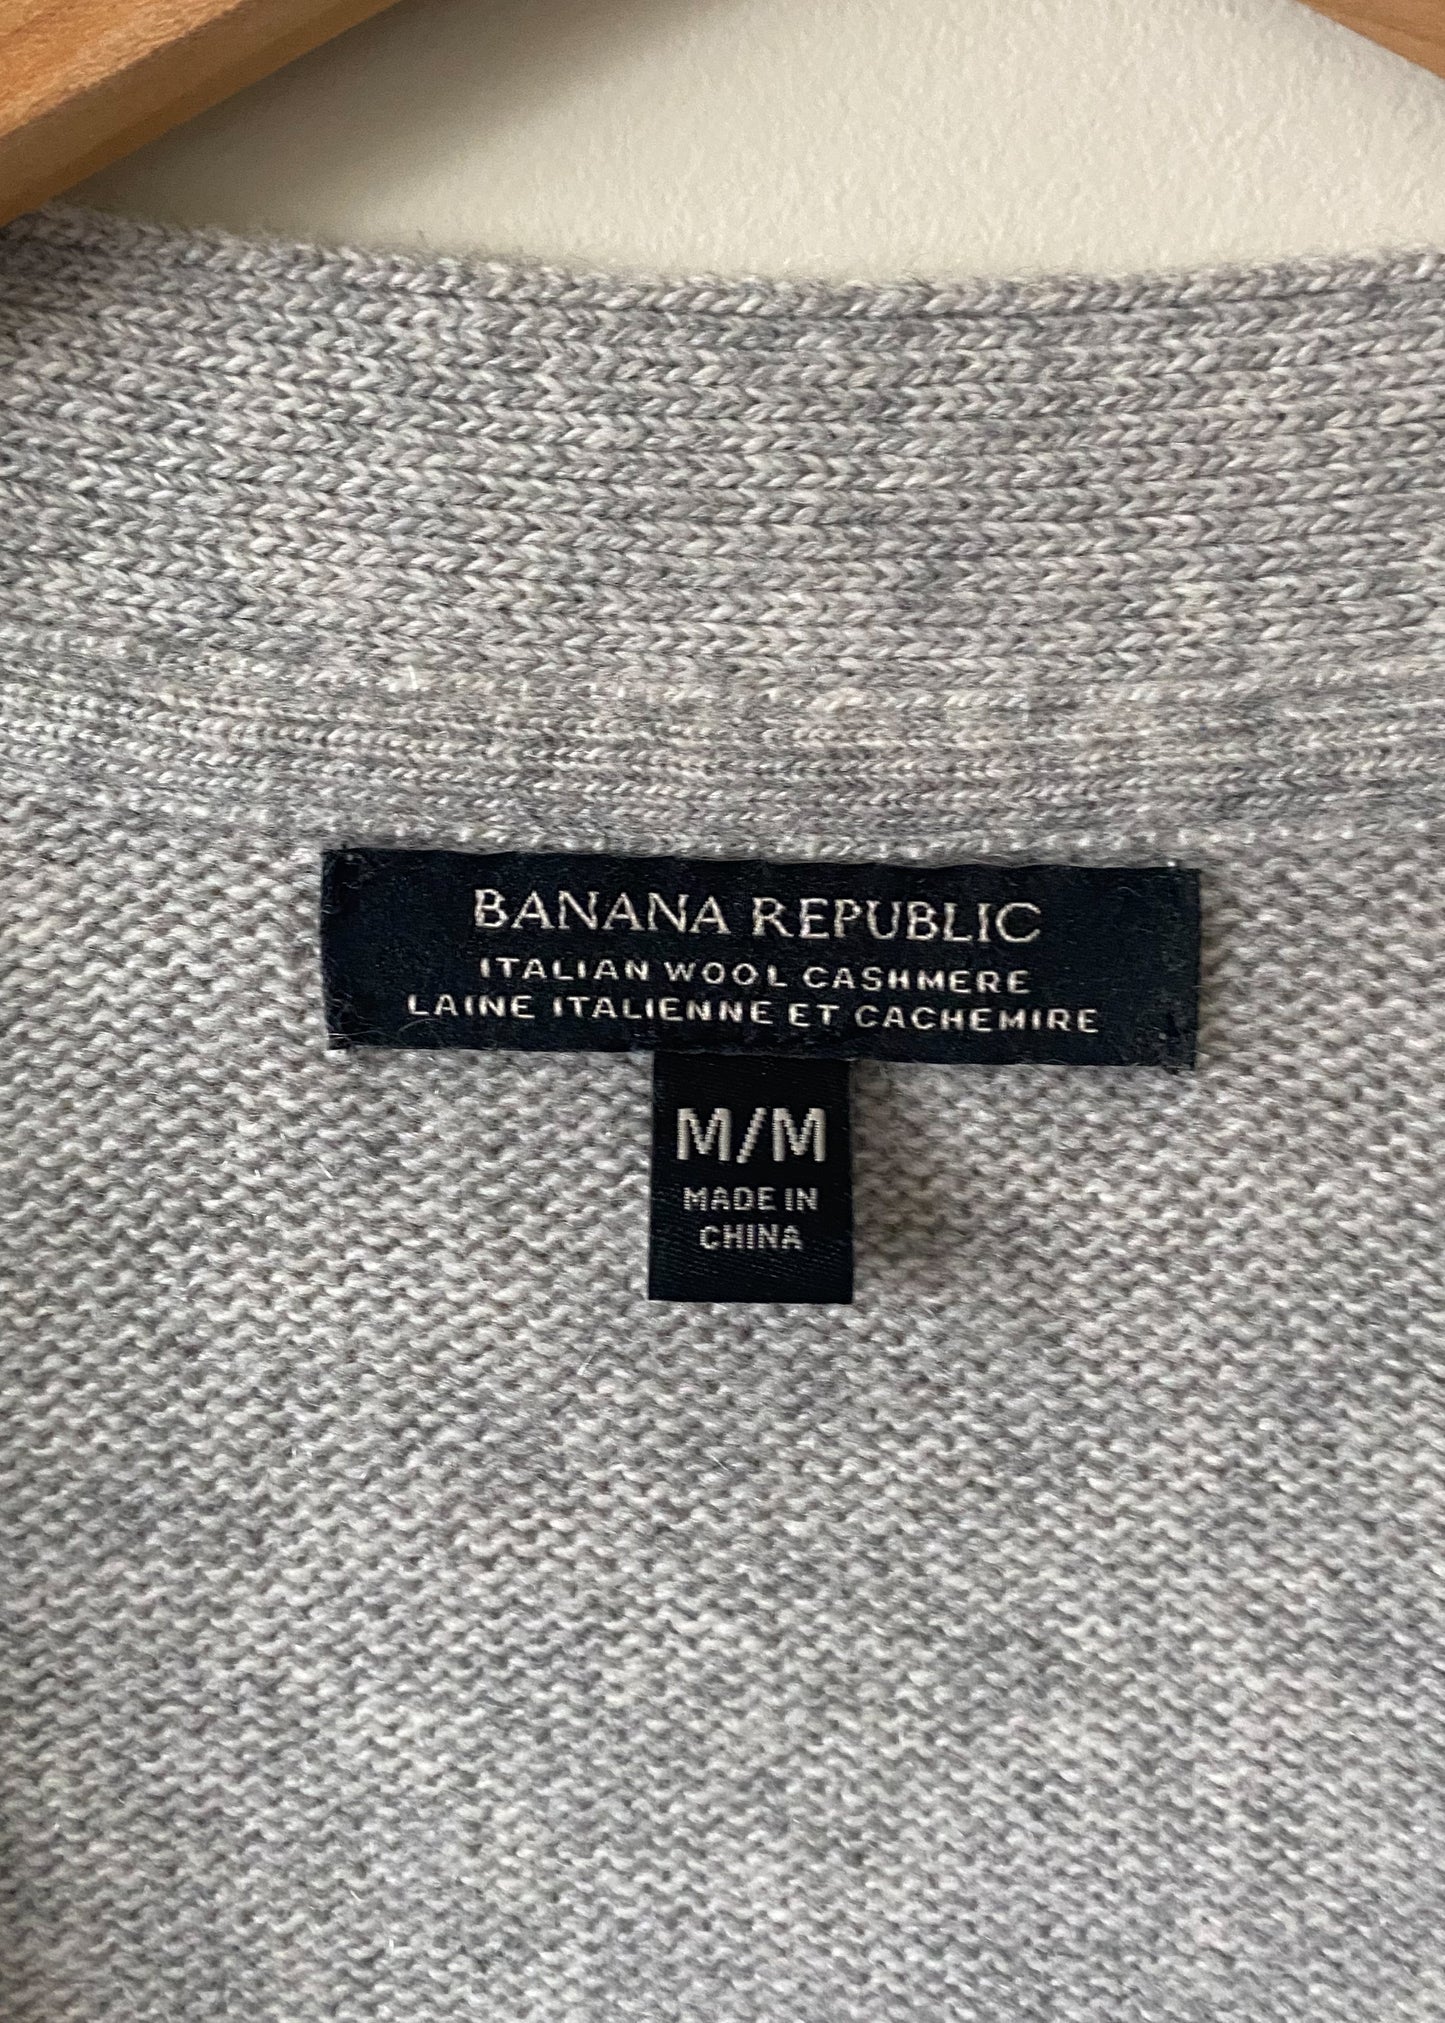 BANANA REPUBLIC
ITALIAN WOOL CASHMERE
LAINE ITALIENNE ET CACHEMIRE
M/M
MADE IN
CHINA